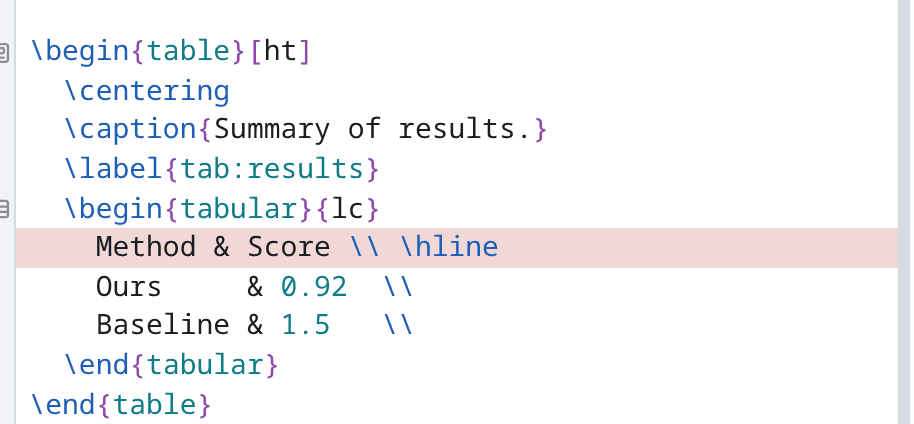 \begin{table}[ht]
  \centering
  \caption{Summary of results.}
  \label{tab:results}
  \begin{tabular}{lc}
    Method & Score \\ \hline
    Ours     & 0.92  \\
    Baseline & 1.5   \\
  \end{tabular}
\end{table}